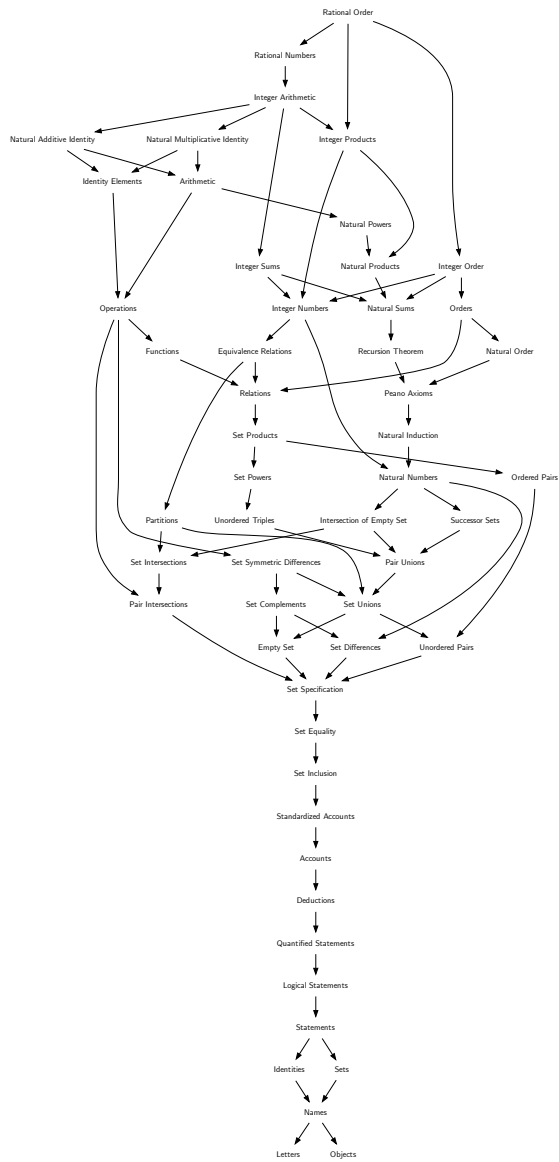 Rational Order
Rational Numbers
Integer Arithmetic
Natural Additive Identity
Natural Multiplicative Identity
Integer Products
Identity Elements
Arithmetic
Natural Powers
Integer Sums
Natural Products
Integer Order
Operations
Integer Numbers
Natural Sums
Orders
Functions
Equivalence Relations
Recursion Theorem
Natural Order
Relations
Peano Axioms
Set Products
Natural Induction
Set Powers
Natural Numbers
Ordered Pairs
Partitions
Unordered Triples
Intersection of Empty Set
Successor Sets
Set Intersections
Set Symmetric Differences
Pair Unions
Pair Intersections
Set Complements
Set Unions
Empty Set
Set Differences
Unordered Pairs
Set Specification
Set Equality
Set Inclusion
Standardized Accounts
Accounts
Deductions
Quantified Statements
Logical Statements
Statements
Identities
Sets
Names
Letters
Objects